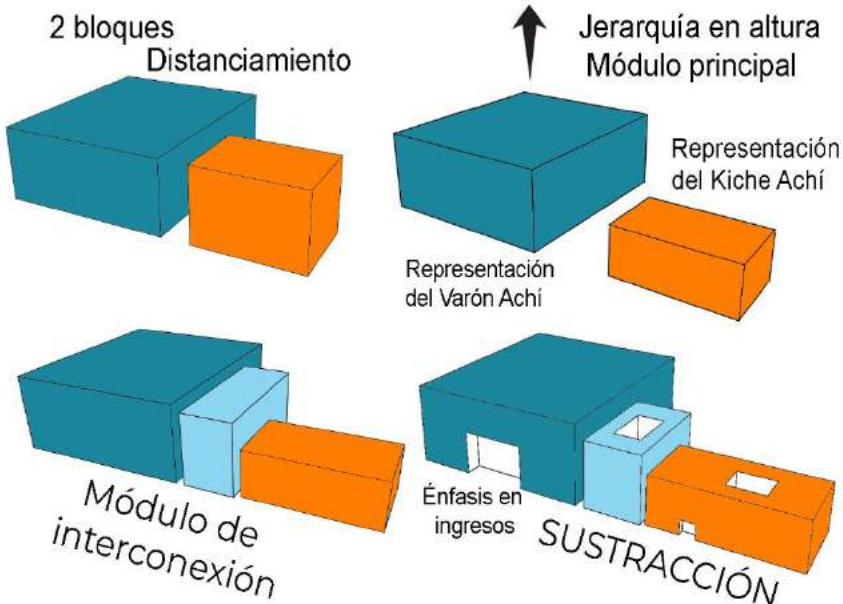 2 bloques
Distanciamiento
Jerarquía en altura
Módulo principal
Representación
del Kiche Achí
Representación
del Varón Achí
Módulo de
interconexión
Énfasis en
ingresos
SUSTRACCIÓN